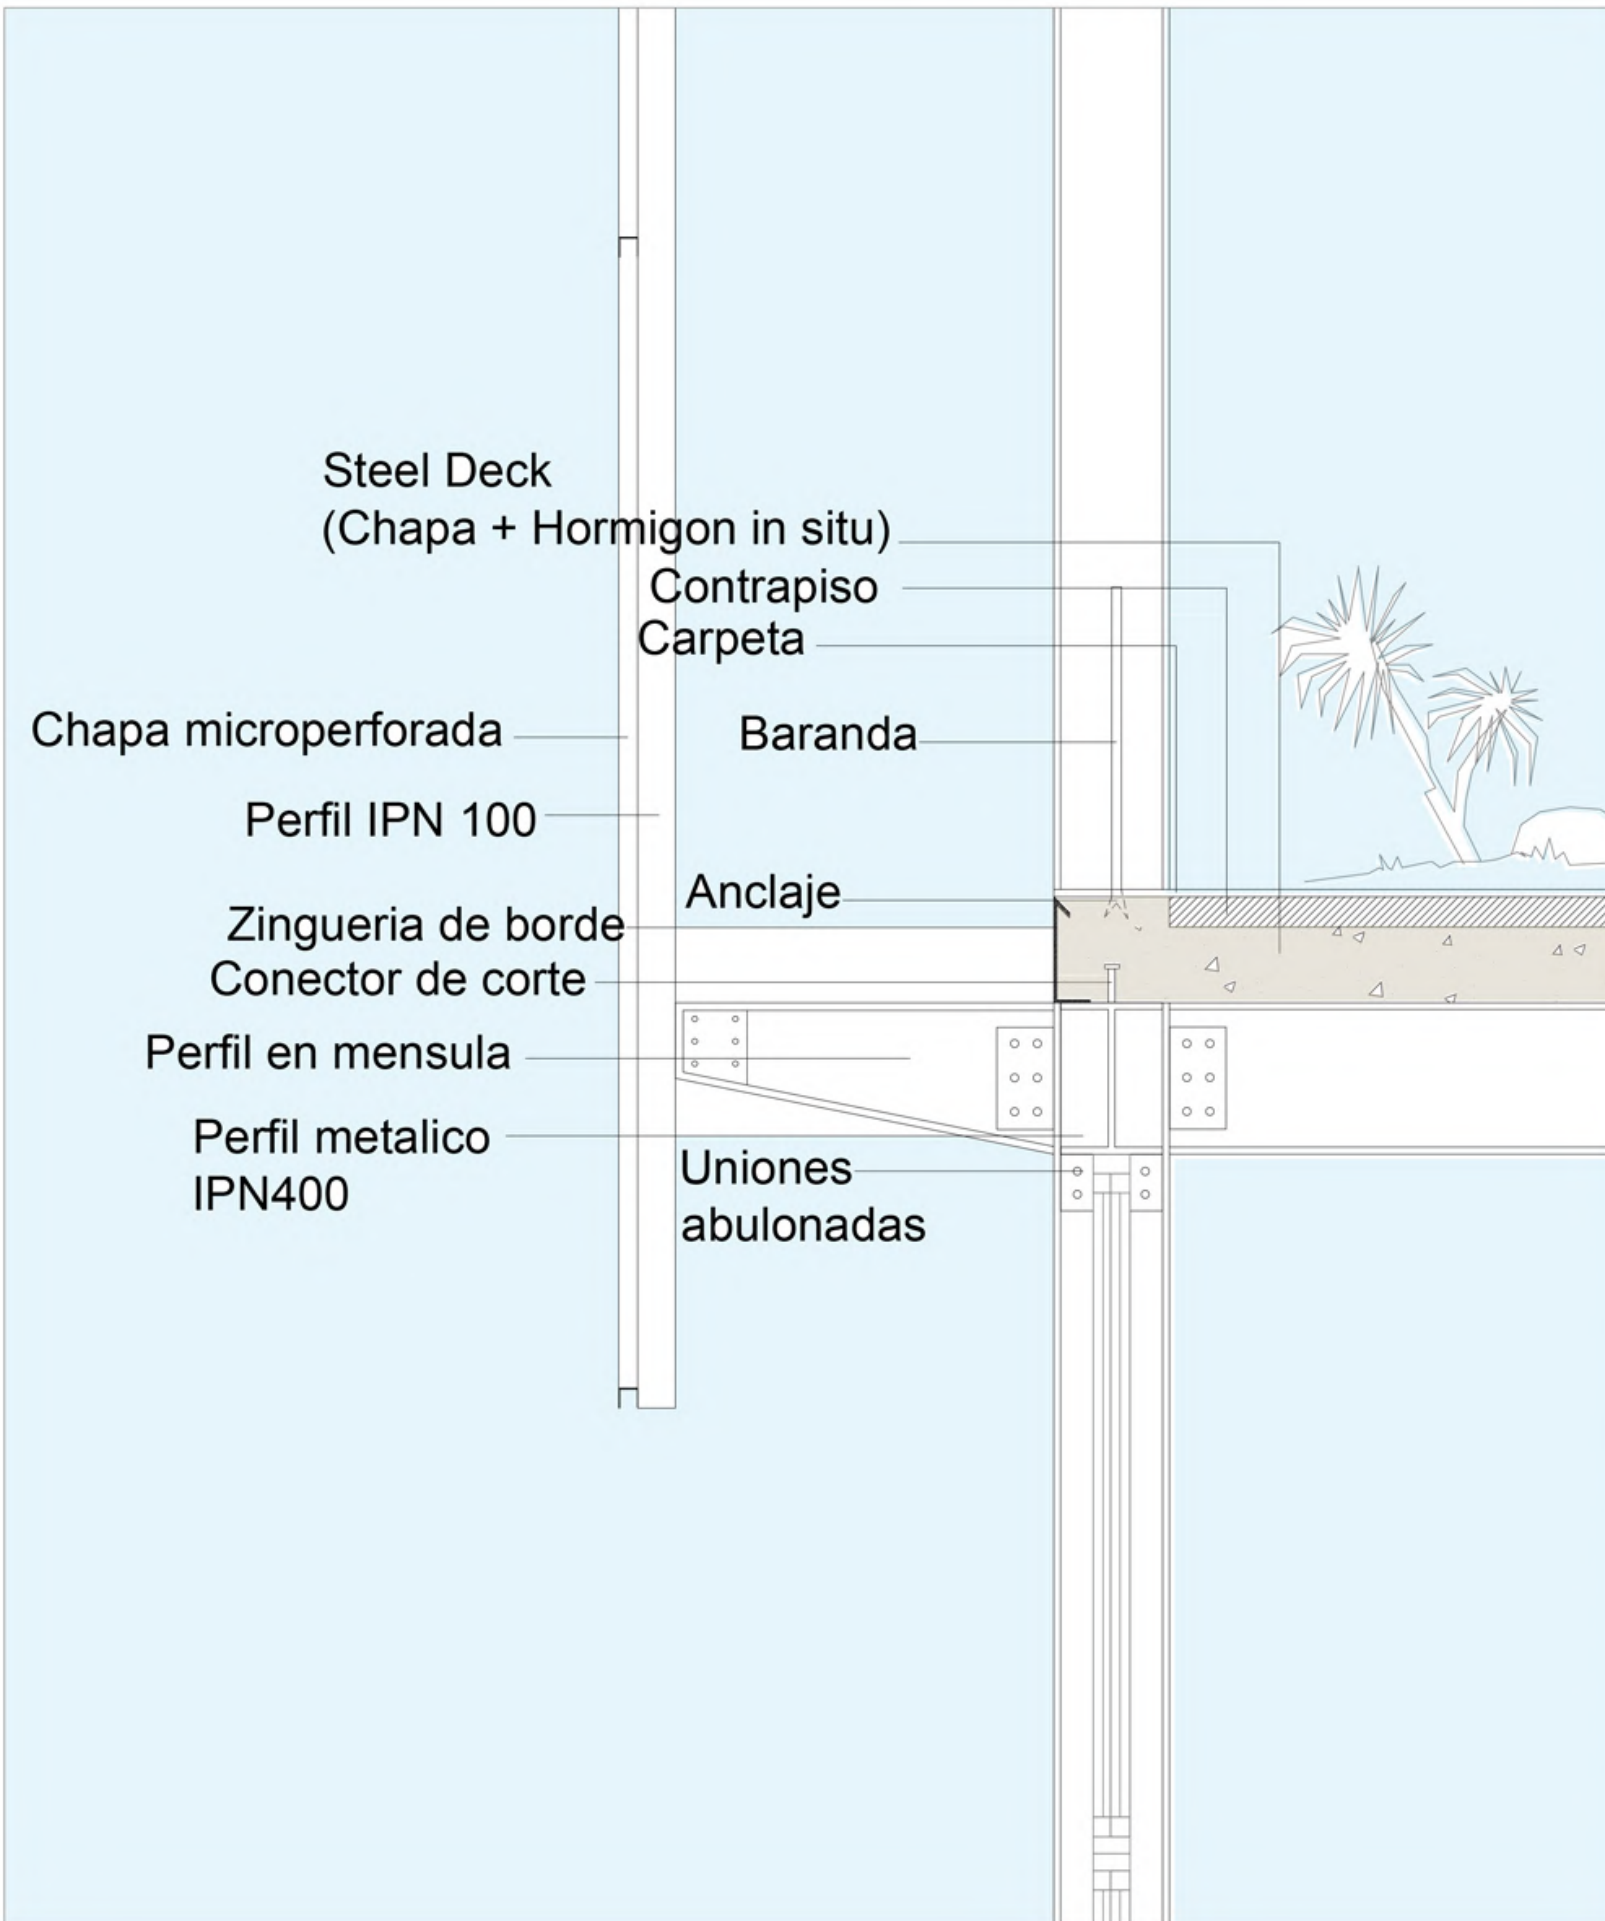 Steel Deck
(Chapa + Hormigon in situ)
Contrapiso
Carpeta
Chapa microperforada
Baranda
Perfil IPN 100
Anclaje
Zingueria de borde
Conector de corte
Perfil en mensula
Perfil metalico
IPN400
Uniones
abulonadas